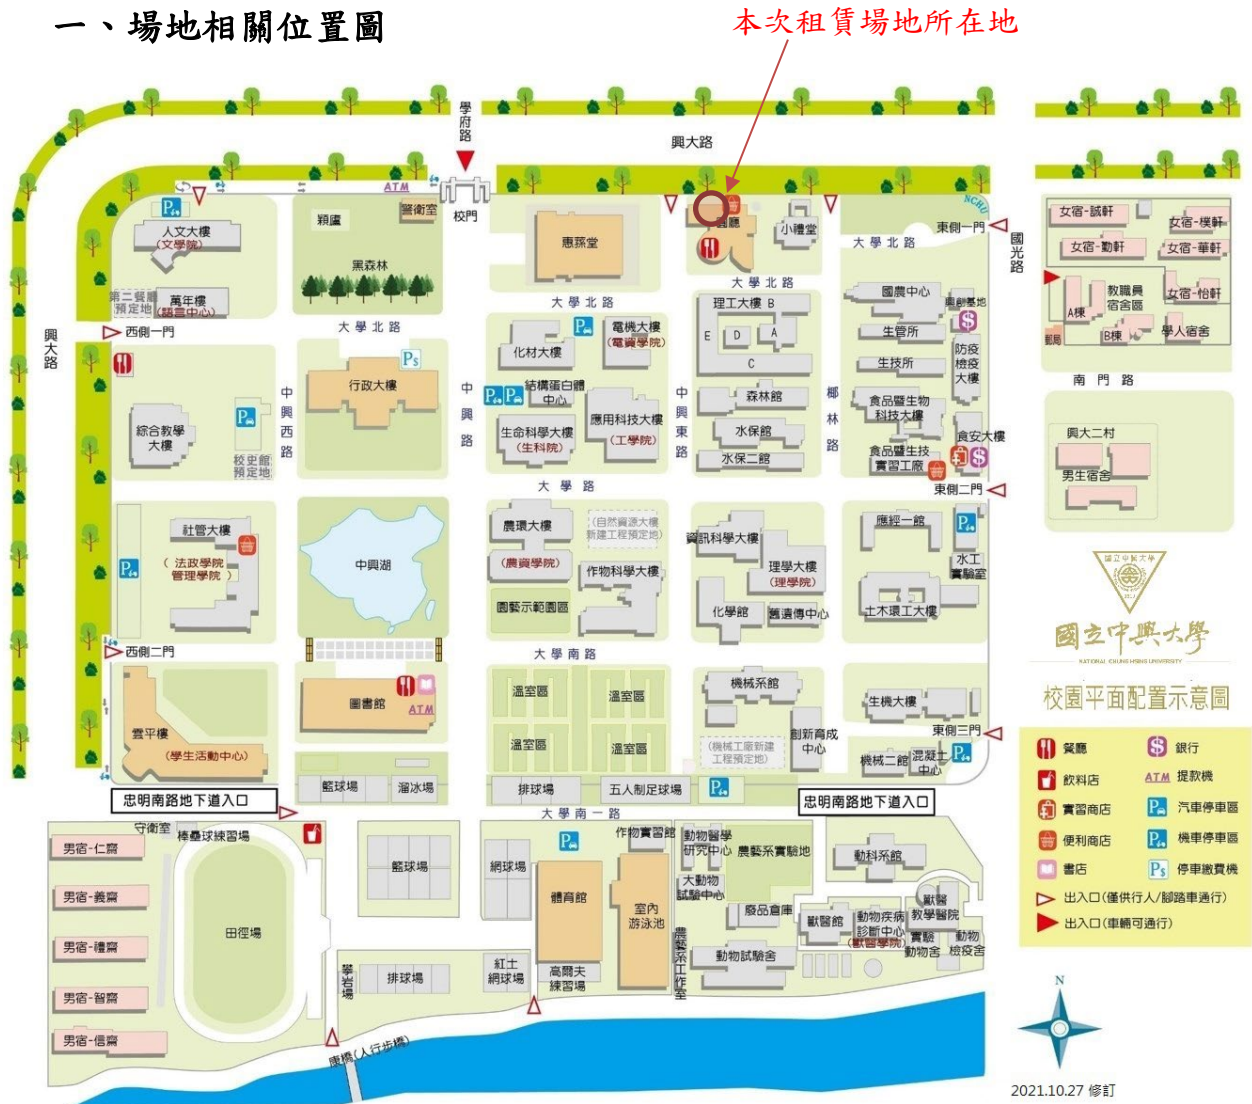 一、場地相關位置圖
本次租賃場地所在地
學府路
興大路
ATM
穎廬
警衛室
校門
人文大樓
(文學院)
惠蓀堂
圓廳
小禮堂
大學北路
NCHU
東側一門
國光路
女宿-誠軒
女宿-樸軒
女宿-勤軒
女宿-華軒
女宿-怡軒
教職員
宿舍區
A棟
B棟
學人宿舍
郵局
南門路
黑森林
第二餐廳
預定地
萬年樓
(語言中心)
大學北路
大學北路
大學北路
興大路
西側一門
理工大樓 B
E
D
A
C
國農中心
興創基地
生管所
生技所
防疫
檢疫
大樓
化材大樓
電機大樓
(電資學院)
行政大樓
中興西路
中興路
中興東路
椰林路
結構蛋白體
中心
生命科學大樓
(生科院)
應用科技大樓
(工學院)
森林館
水保館
水保二館
食品暨生物
科技大樓
食品暨生技
實習工廠
食安大樓
綜合教學
大樓
校史館
預定地
興大二村
男生宿舍
大學路
東側二門
社管大樓
(法政學院
管理學院)
中興湖
農環大樓
(農資學院)
(自然資源大樓
新建工程預定地)
作物科學大樓
園藝示範園區
資訊科學大樓
理學大樓
(理學院)
化學館
舊遺傳中心
應經一館
水工
實驗室
土木環工大樓
國立中興大學
國立中興大學
NATIONAL CHUNG HSING UNIVERSITY
校園平面配置示意圖
西側二門
大學南路
雲平樓
(學生活動中心)
圖書館
ATM
溫室區
溫室區
溫室區
溫室區
機械系館
(機械工廠新建
工程預定地)
創新育成
中心
生機大樓
東側三門
機械二館
混凝土
中心
籃球場
溜冰場
排球場
五人制足球場
忠明南路地下道入口
忠明南路地下道入口
大學南一路
餐廳
銀行
飲料店
ATM 提款機
實習商店
汽車停車區
便利商店
機車停車區
書店
停車繳費機
出入口(僅供行人/腳踏車通行)
出入口(車輛可通行)
守衛室
棒壘球練習場
男宿-仁齋
男宿-義齋
男宿-禮齋
男宿-智齋
男宿-信齋
田徑場
籃球場
網球場
體育館
作物實習館
室內
游泳池
動物醫學
研究中心
大動物
試驗中心
農藝系實驗地
廢品倉庫
動科系館
獸醫館
動物疾病
診斷中心
(獸醫學院)
獸醫
教學醫院
實驗
動物舍
動物
檢疫舍
攀岩場
排球場
紅土
網球場
高爾夫
練習場
農藝系工作室
動物試驗舍
康橋(人行步橋)
N
2021.10.27 修訂